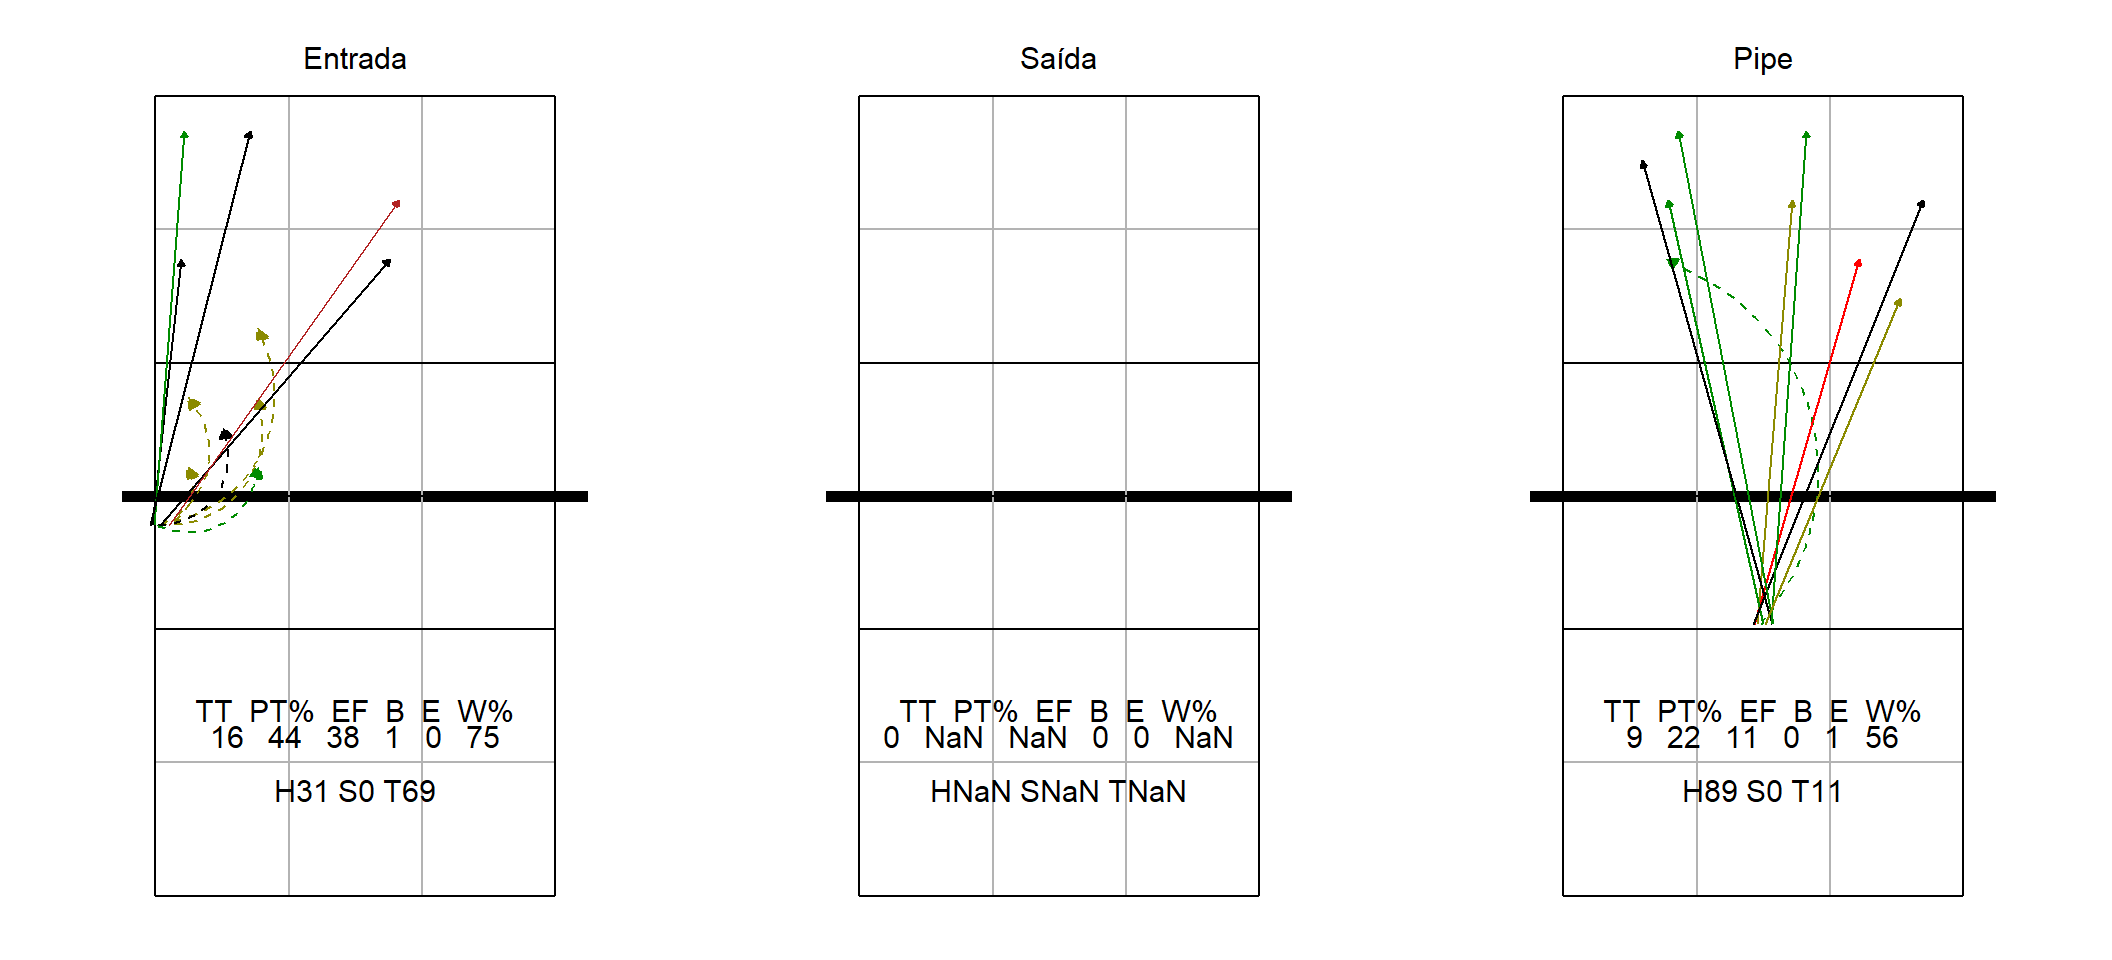 Entrada
TT PT% EF B E W%
16 44 38 1 0 75
H31 S0 T69
Saída
TT PT% EF B E W%
0 NaN NaN 0 0 NaN
HNaN SNaN TNaN
Pipe
TT PT% EF B E W%
9 22 11 0 1 56
H89 S0 T11